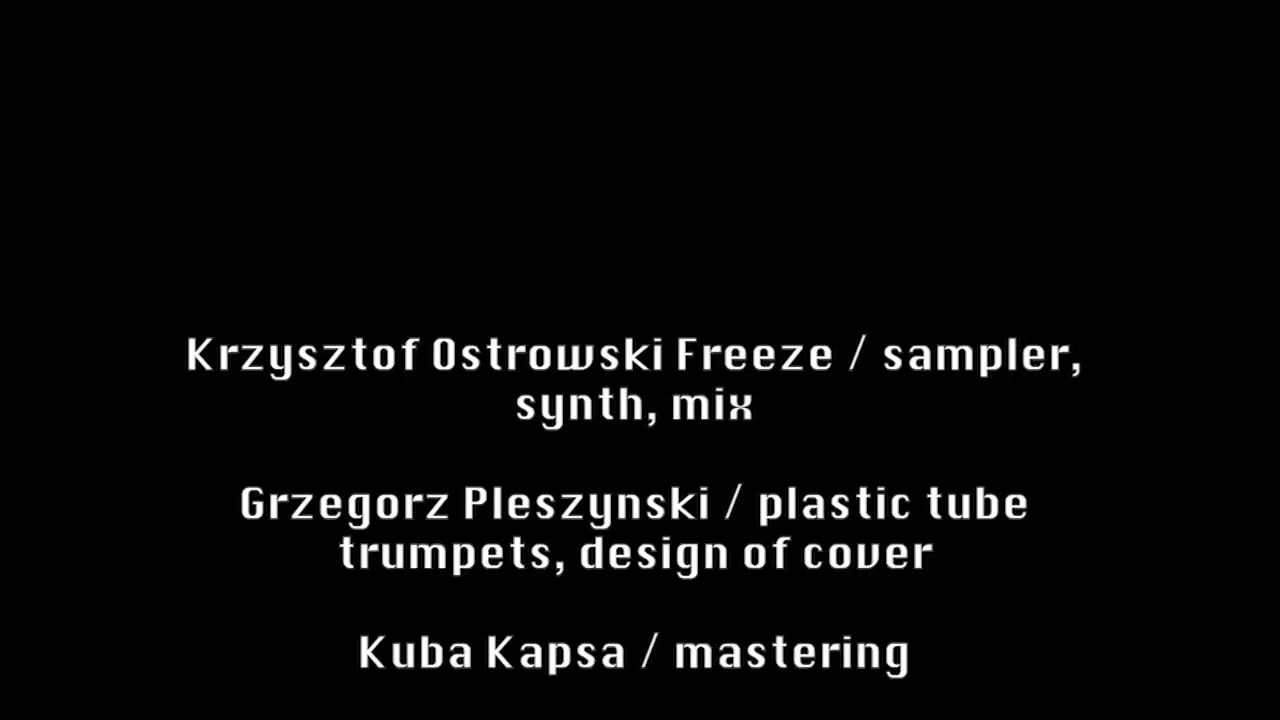 Krzysztof Ostrowski Freeze / sampler,
synth, mix
Grzegorz Pleszynski / plastic tube
trumpets, design of cover
Kuba Kapsa / mastering